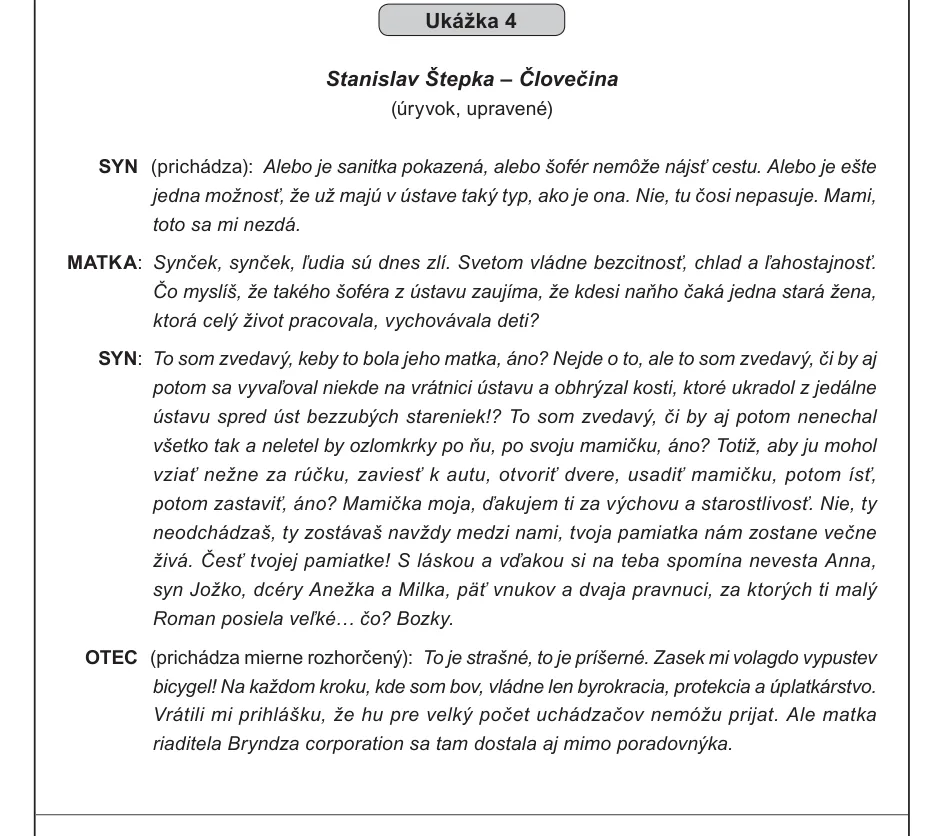 Ukážka 4
Stanislav Štepka – Človečina
(úryvok, upravené)
SYN (prichádza): Alebo je sanitka pokazená, alebo šofér nemôže nájsť cestu. Alebo je ešte
jedna možnosť, že už majú v ústave taký typ, ako je ona. Nie, tu čosi nepasuje. Mami,
toto sa mi nezdá.
MATKA: Synček, synček, ľudia sú dnes zlí. Svetom vládne bezcitnosť, chlad a ľahostajnosť.
Čo myslíš, že takého šoféra z ústavu zaujíma, že kdesi naňho čaká jedna stará žena,
ktorá celý život pracovala, vychovávala deti?
SYN: To som zvedavý, keby to bola jeho matka, áno? Nejde o to, ale to som zvedavý, či by aj
potom sa vyvaľoval niekde na vrátnici ústavu a obhrýzal kosti, ktoré ukradol z jedálne
ústavu spred úst bezzubých stareniek!? To som zvedavý, či by aj potom nenechal
všetko tak a neletel by ozlomkrky po ňu, po svoju mamičku, áno? Totiž, aby ju mohol
vziať nežne za rúčku, zaviesť k autu, otvoriť dvere, usadiť mamičku, potom ísť,
potom zastaviť, áno? Mamička moja, ďakujem ti za výchovu a starostlivosť. Nie, ty
neodchádzaš, ty zostávaš navždy medzi nami, tvoja pamiatka nám zostane večne
živá. Česť tvojej pamiatke! S láskou a vďakou si na teba spomína nevesta Anna,
syn Jožko, dcéry Anežka a Milka, päť vnukov a dvaja pravnuci, za ktorých ti malý
Roman posiela veľké… čo? Bozky.
OTEC (prichádza mierne rozhorčený): To je strašné, to je príšerné. Zasek mi volagdo vypustev
bicygel! Na každom kroku, kde som bov, vládne len byrokracia, protekcia a úplatkárstvo.
Vrátili mi prihlášku, že hu pre velký počet uchádzačov nemóžu prijat. Ale matka
riaditela Bryndza corporation sa tam dostala aj mimo poradovnýka.